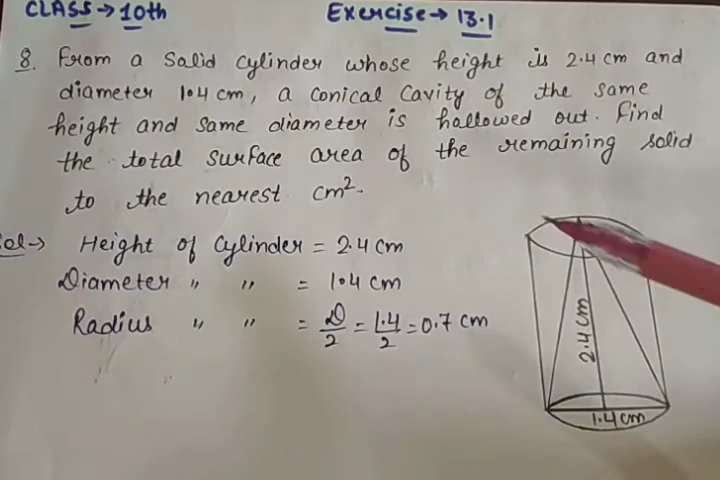 CLASS → 10th Exercise → 13.1
8. From a Solid Cylinder whose height is 2.4 cm and
diameter 1.4 cm, a Conical Cavity of the same
height and same diameter is hallowed out. Find
the total surface area of the remaining solid
to the nearest cm².
Sol→ Height of Cylinder = 2.4 cm
Diameter " " = 1.4 cm
Radius " " = D/2 = 1.4/2 = 0.7 cm
2.4 cm
1.4 cm